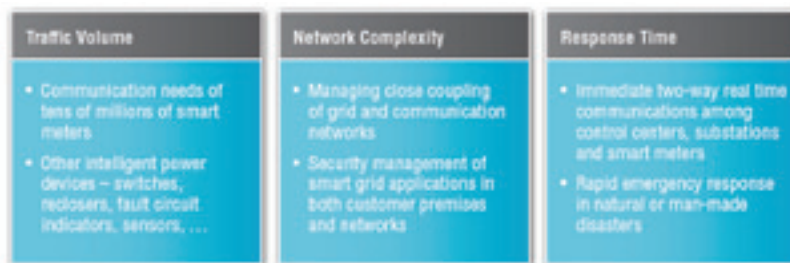 Traffic Volume
• Communication needs of
tens of millions of smart
meters
• Other intelligent power
devices – switches,
reclosers, fault circuit
indicators, sensors, ...
Network Complexity
• Managing close coupling
of grid and communication
networks
• Security management of
smart grid applications in
both customer premises
and networks
Response Time
• Immediate two-way real time
communications among
control centers, substations
and smart meters
• Rapid emergency response
in natural or man-made
disasters